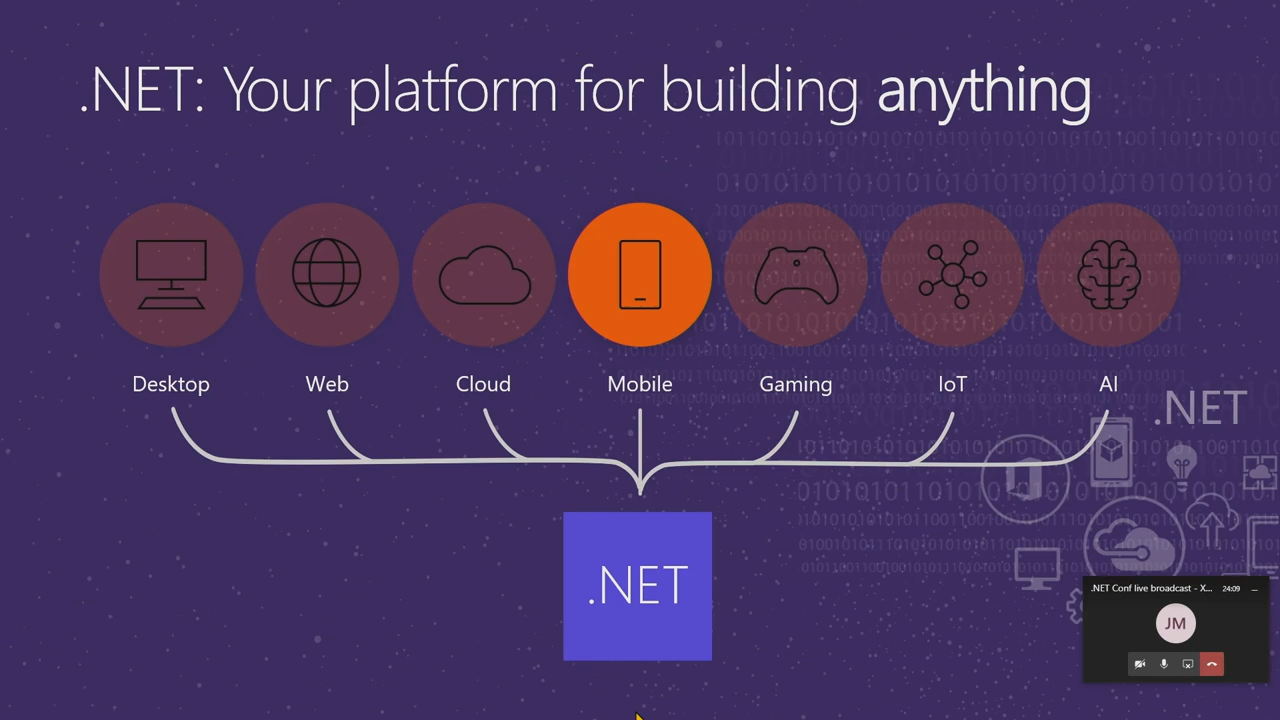 .NET: Your platform for building anything
Desktop
Web
Cloud
Mobile
Gaming
IoT
AI
.NET
.NET
.NET Conf live broadcast - X... 24:09
JM